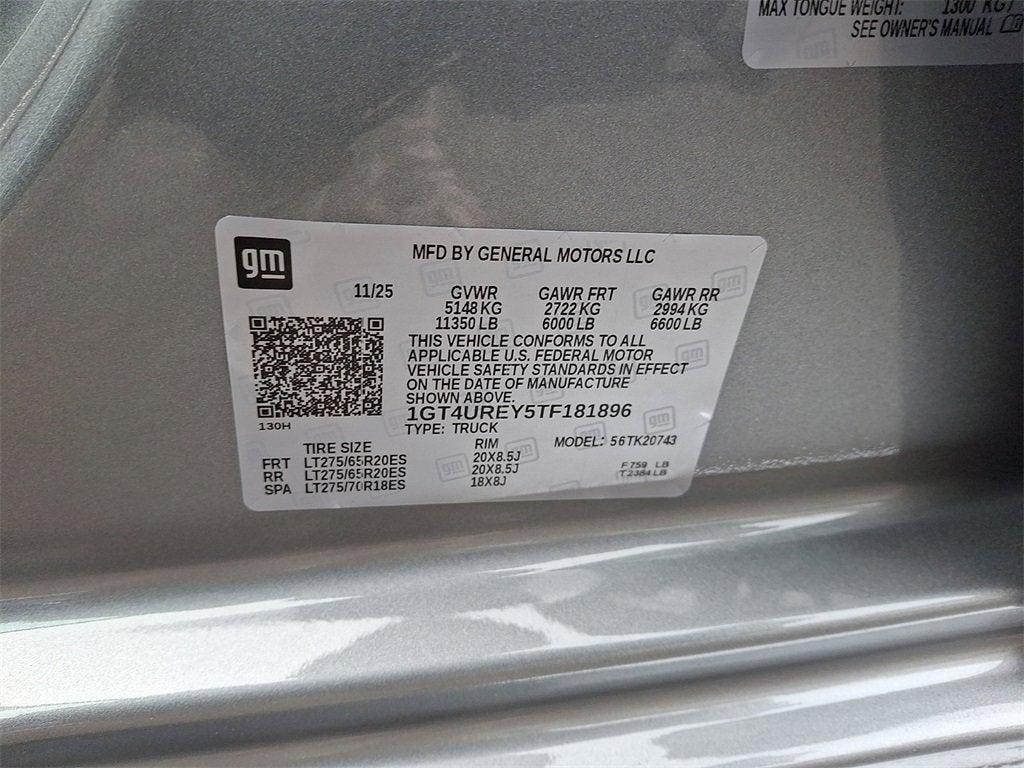 MAX TONGUE WEIGHT: 1300 KG/
SEE OWNER'S MANUAL
gm
gm
MFD BY GENERAL MOTORS LLC
11/25 GVWR GAWR FRT GAWR RR
5148 KG 2722 KG 2994 KG
11350 LB 6000 LB 6600 LB
THIS VEHICLE CONFORMS TO ALL
APPLICABLE U.S. FEDERAL MOTOR
VEHICLE SAFETY STANDARDS IN EFFECT
ON THE DATE OF MANUFACTURE
SHOWN ABOVE.
1GT4UREY5TF181896
130H
TYPE: TRUCK
TIRE SIZE RIM MODEL: 56TK20743
FRT LT275/65R20ES 20X8.5J
RR LT275/65R20ES 20X8.5J
SPA LT275/70R18ES 18X8J
F 759 LB
T 2384 LB